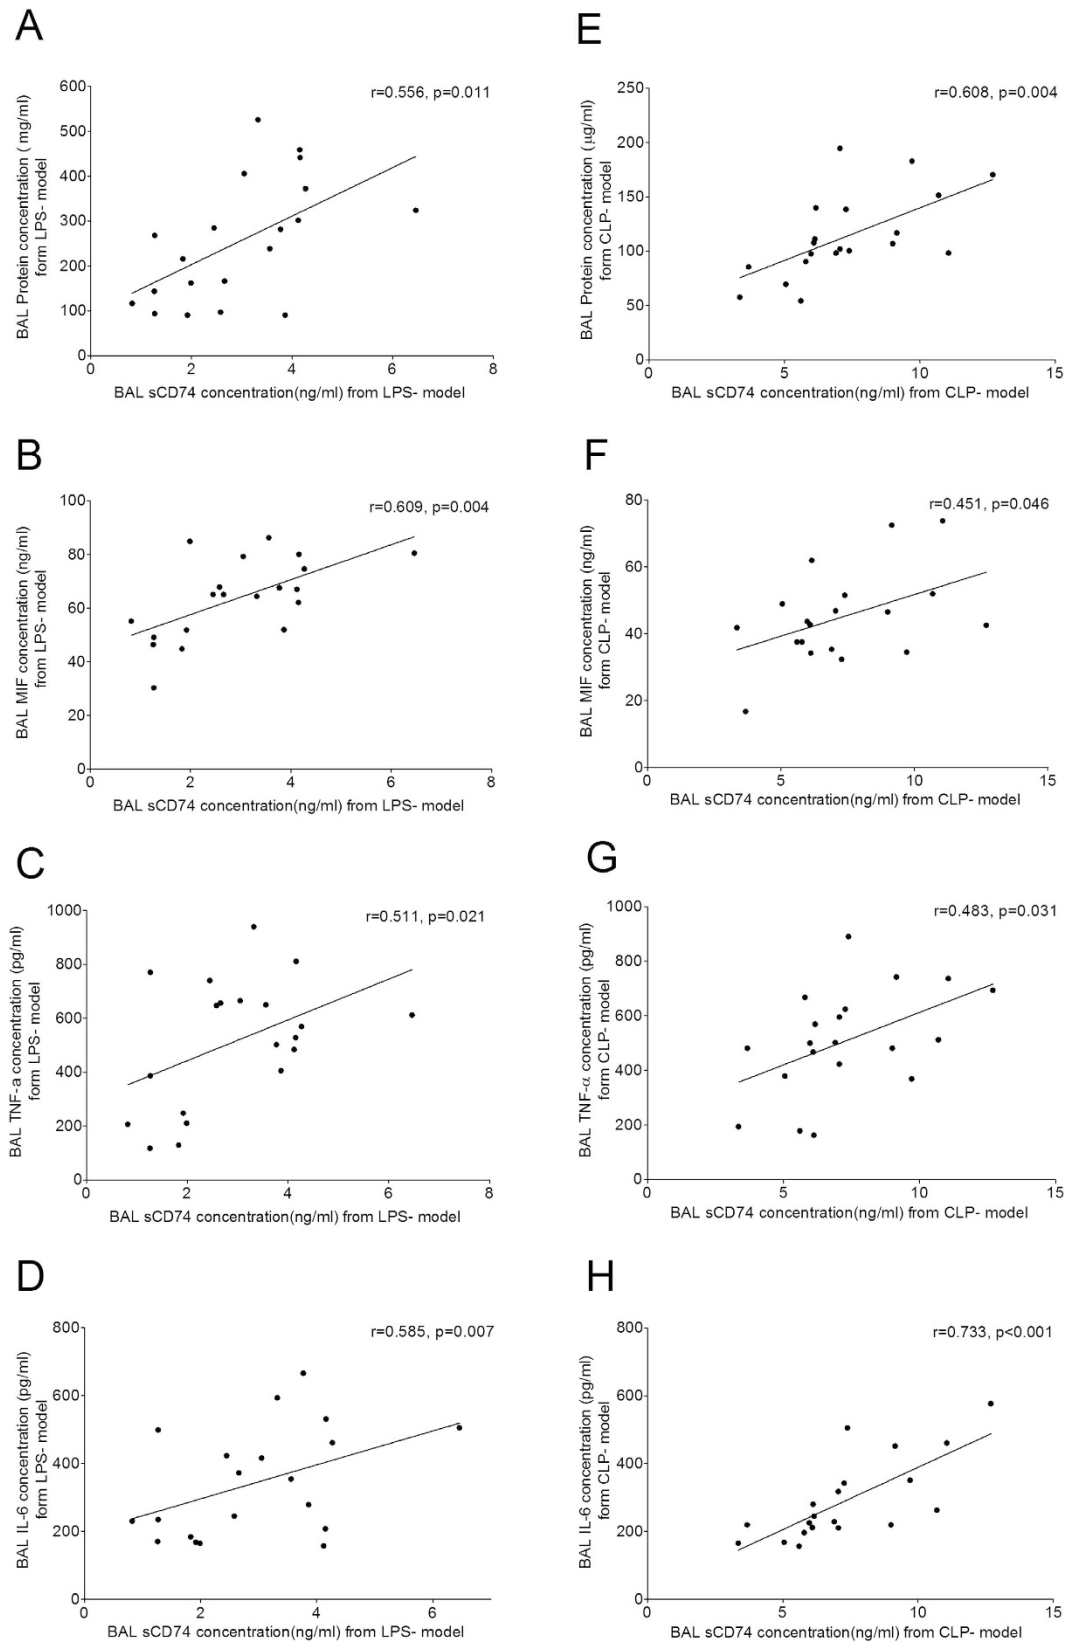 A
r=0.556, p=0.011
BAL Protein concentration ( mg/ml)
form LPS- model
600
500
400
300
200
100
0
0 2 4 6 8
BAL sCD74 concentration(ng/ml) from LPS- model
E
r=0.608, p=0.004
BAL Protein concentration (μg/ml)
form CLP- model
250
200
150
100
50
0
0 5 10 15
BAL sCD74 concentration(ng/ml) from CLP- model
B
r=0.609, p=0.004
BAL MIF concentration (ng/ml)
from LPS- model
100
80
60
40
20
0
0 2 4 6 8
BAL sCD74 concentration(ng/ml) from LPS- model
F
r=0.451, p=0.046
BAL MIF concentration (ng/ml)
form CLP- model
80
60
40
20
0
0 5 10 15
BAL sCD74 concentration(ng/ml) from CLP- model
C
r=0.511, p=0.021
BAL TNF-a concentration (pg/ml)
form LPS- model
1000
800
600
400
200
0
0 2 4 6 8
BAL sCD74 concentration(ng/ml) from LPS- model
G
r=0.483, p=0.031
BAL TNF-α concentration (pg/ml)
form CLP- model
1000
800
600
400
200
0
0 5 10 15
BAL sCD74 concentration(ng/ml) from CLP- model
D
r=0.585, p=0.007
BAL IL-6 concentration (pg/ml)
form LPS- model
800
600
400
200
0
0 2 4 6
BAL sCD74 concentration(ng/ml) from LPS- model
H
r=0.733, p<0.001
BAL IL-6 concentration (pg/ml)
form CLP- model
800
600
400
200
0
0 5 10 15
BAL sCD74 concentration(ng/ml) from CLP- model